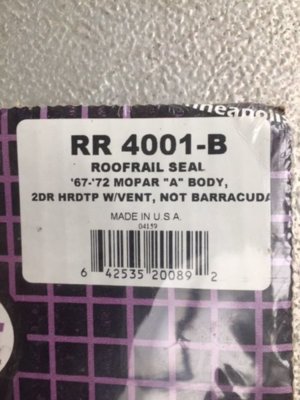 RR 4001-B
ROOFRAIL SEAL
'67-'72 MOPAR "A" BODY,
2DR HRDTP W/VENT, NOT BARRACUDA
MADE IN U.S.A.
04159
6 42535 20089 2